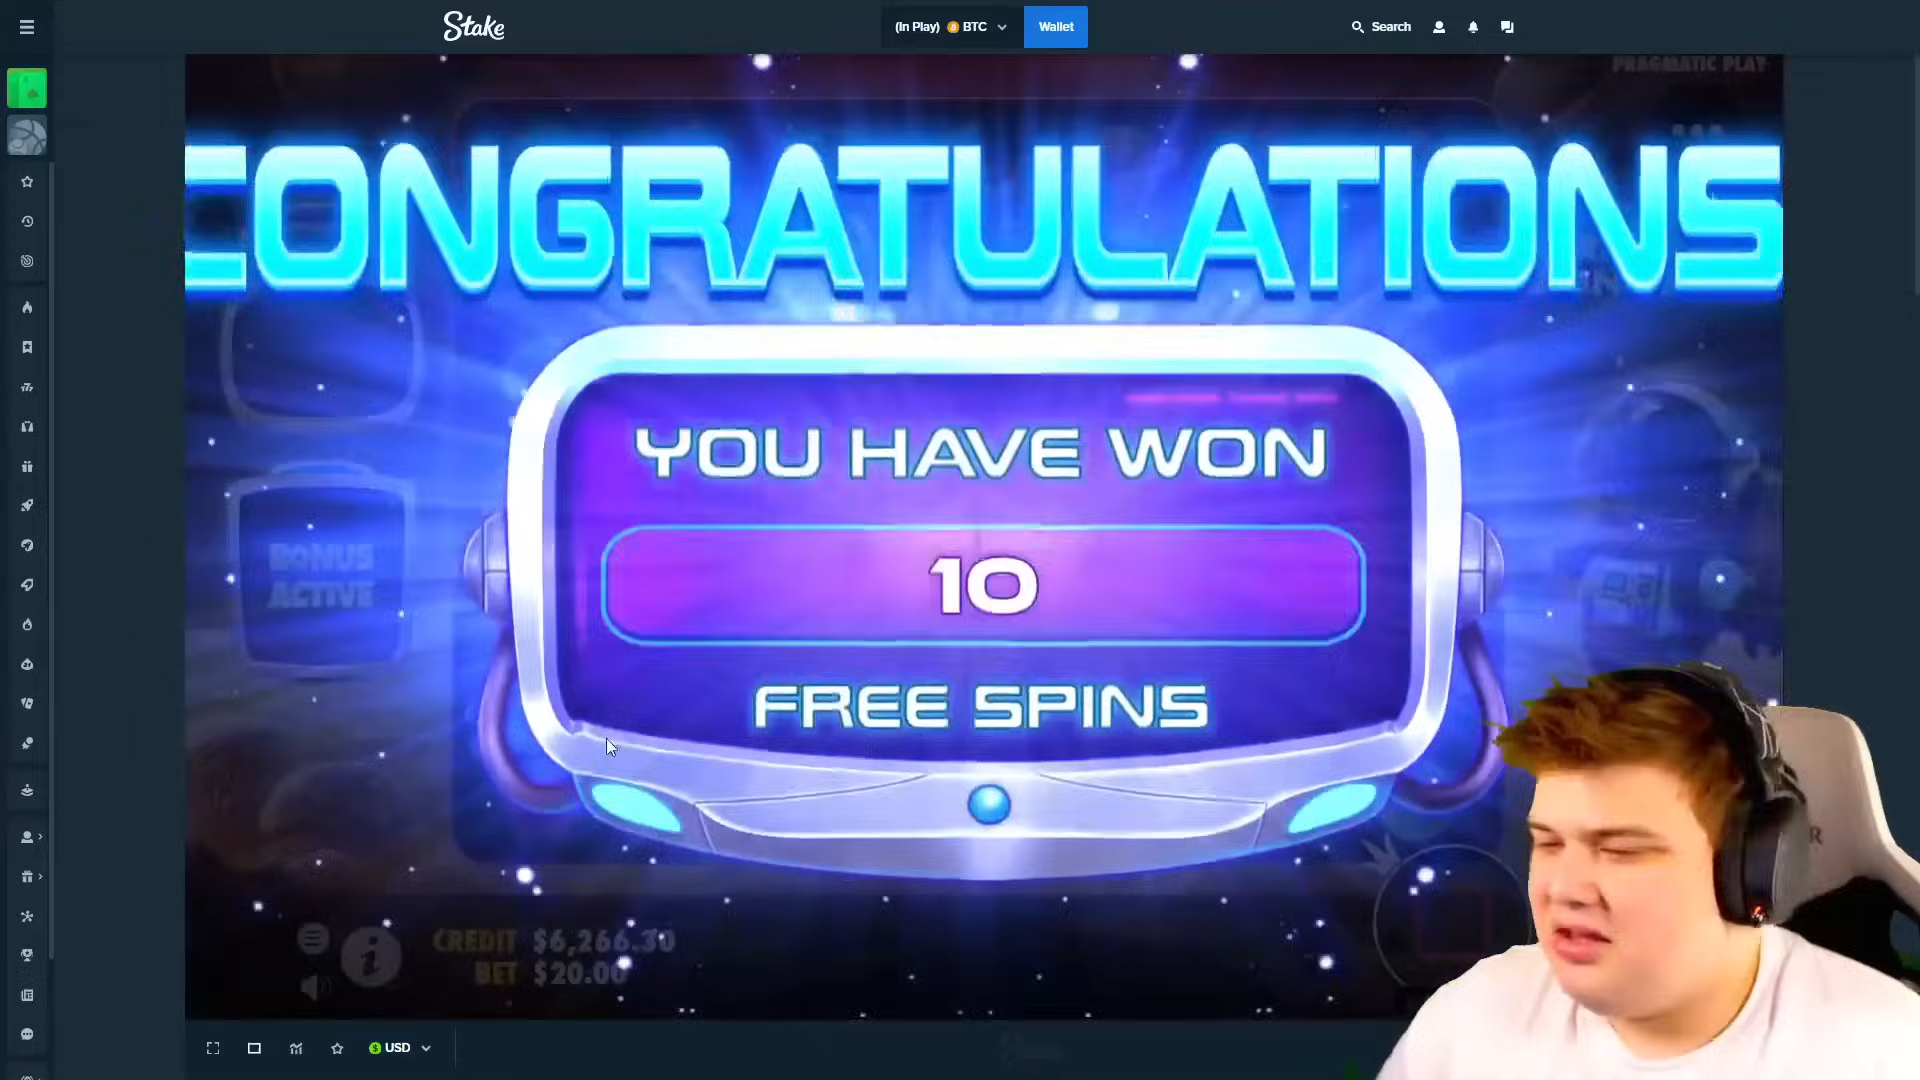 Stake
(In Play) BTC
Wallet
Search
PRAGMATIC PLAY
CONGRATULATIONS
YOU HAVE WON
10
FREE SPINS
BONUS
ACTIVE
CREDIT $6,266.30
BET $20.00
USD